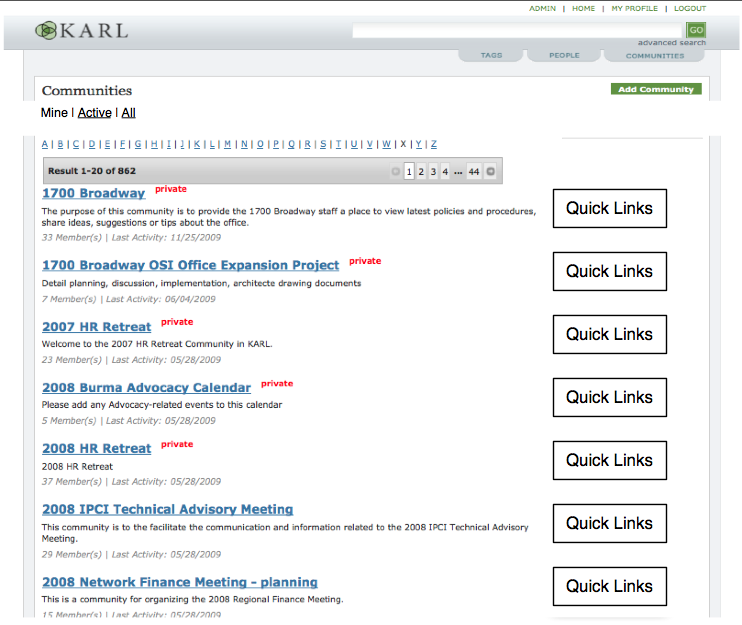 ADMIN | HOME | MY PROFILE | LOGOUT
KARL
GO
advanced search
TAGS PEOPLE COMMUNITIES
Communities
Add Community
Mine | Active | All
A | B | C | D | E | F | G | H | I | J | K | L | M | N | O | P | Q | R | S | T | U | V | W | X | Y | Z
Result 1-20 of 862
1 2 3 4 ... 44
1700 Broadway private
The purpose of this community is to provide the 1700 Broadway staff a place to view latest policies and procedures,
share ideas, suggestions or tips about the office.
33 Member(s) | Last Activity: 11/25/2009
Quick Links
1700 Broadway OSI Office Expansion Project private
Detail planning, discussion, implementation, architecte drawing documents
7 Member(s) | Last Activity: 06/04/2009
Quick Links
2007 HR Retreat private
Welcome to the 2007 HR Retreat Community in KARL.
23 Member(s) | Last Activity: 05/28/2009
Quick Links
2008 Burma Advocacy Calendar private
Please add any Advocacy-related events to this calendar
5 Member(s) | Last Activity: 05/28/2009
Quick Links
2008 HR Retreat private
2008 HR Retreat
37 Member(s) | Last Activity: 05/28/2009
Quick Links
2008 IPCI Technical Advisory Meeting
This community is to the facilitate the communication and information related to the 2008 IPCI Technical Advisory
Meeting.
29 Member(s) | Last Activity: 05/28/2009
Quick Links
2008 Network Finance Meeting - planning
This is a community for organizing the 2008 Regional Finance Meeting.
15 Member(s) | Last Activity: 05/28/2009
Quick Links